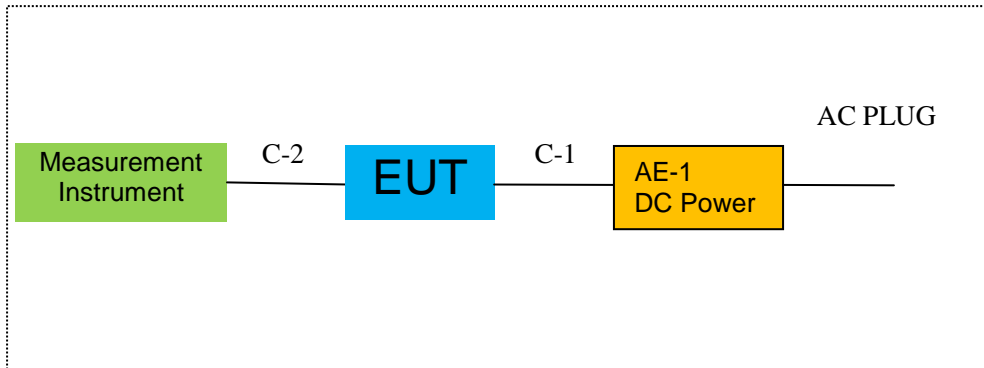 AC PLUG
Measurement
Instrument
C-2
EUT
C-1
AE-1
DC Power